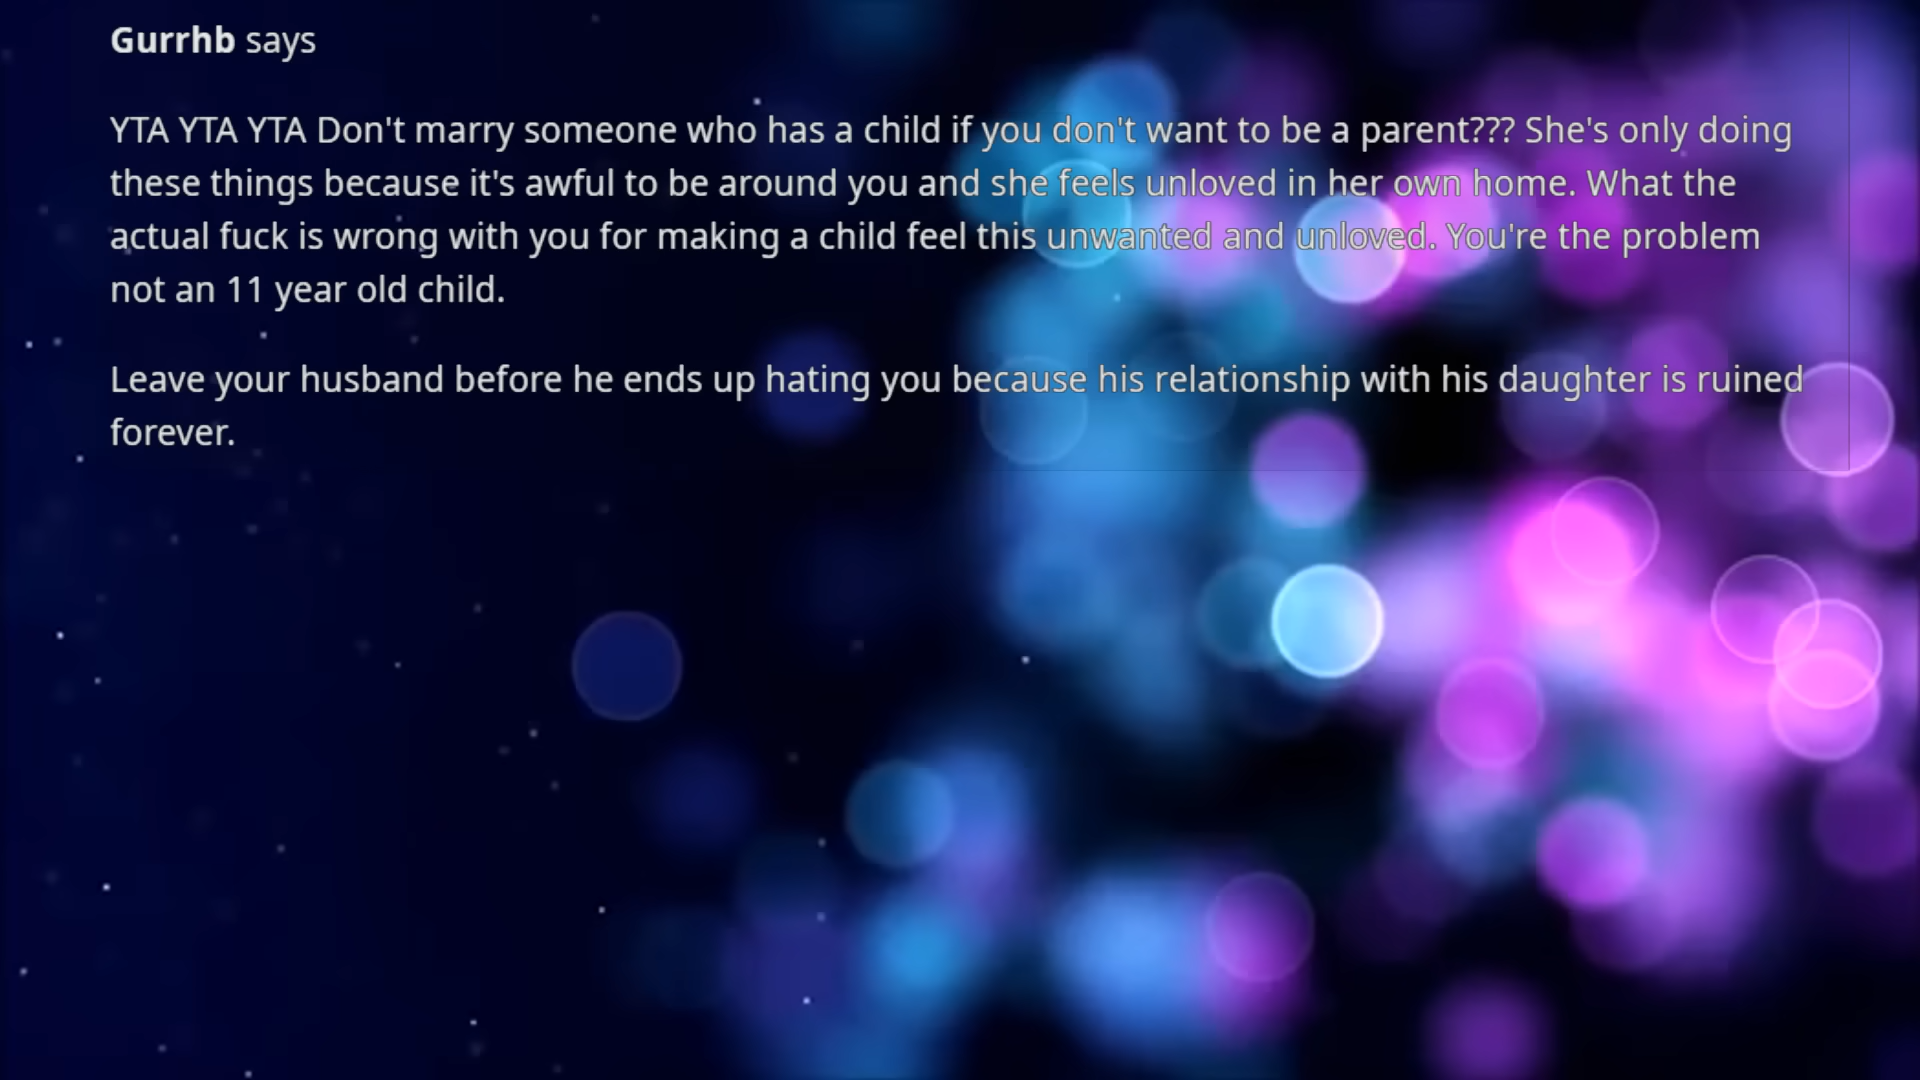 Gurrhb says
YTA YTA YTA Don't marry someone who has a child if you don't want to be a parent??? She's only doing
these things because it's awful to be around you and she feels unloved in her own home. What the
actual fuck is wrong with you for making a child feel this unwanted and unloved. You're the problem
not an 11 year old child.
Leave your husband before he ends up hating you because his relationship with his daughter is ruined
forever.